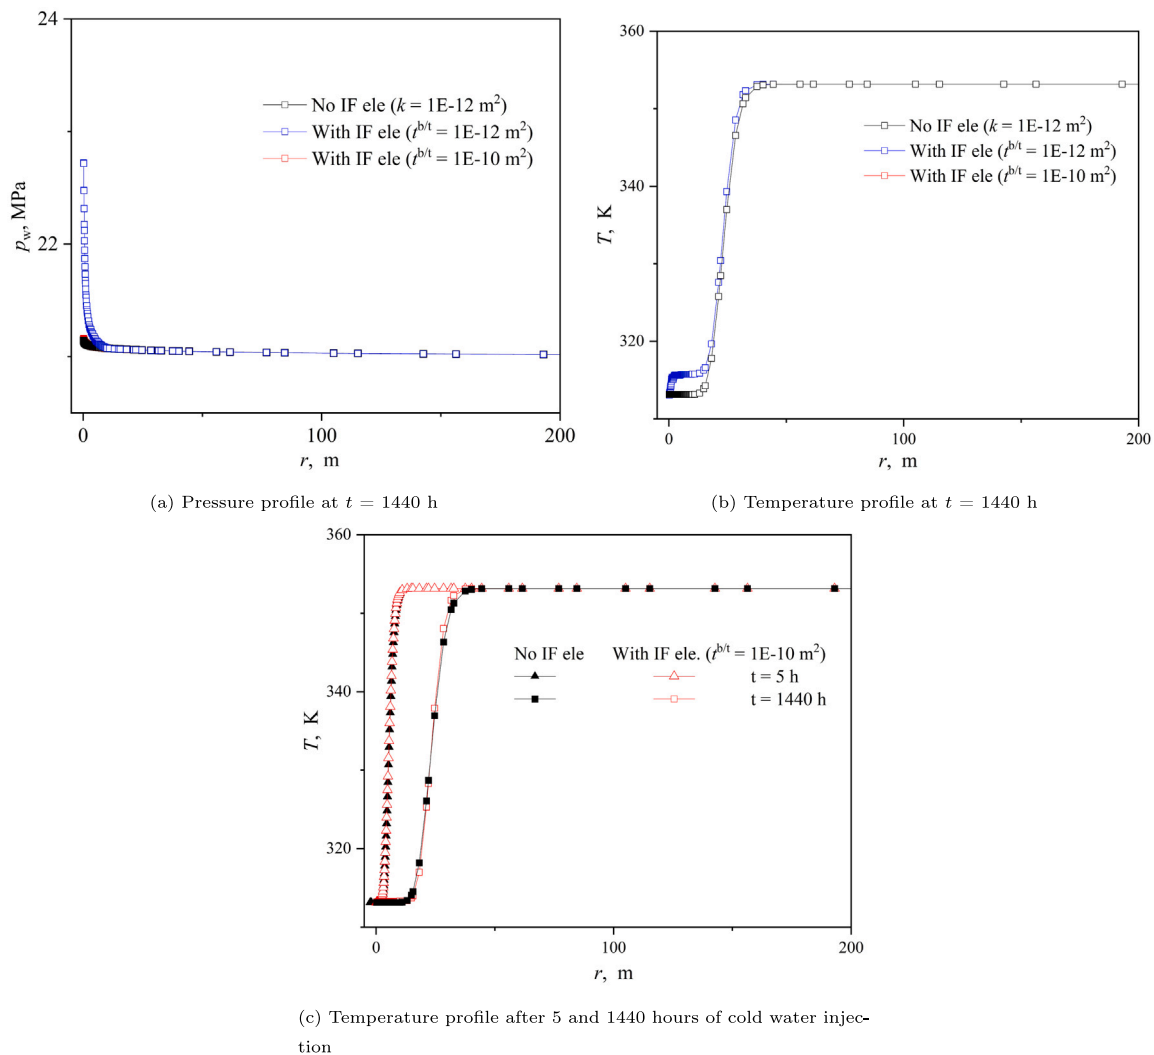 24
22
p_w, MPa
No IF ele (k = 1E-12 m²)
With IF ele (t^b/t = 1E-12 m²)
With IF ele (t^b/t = 1E-10 m²)
0 100 200
r, m
(a) Pressure profile at t = 1440 h
360
340
320
T, K
No IF ele (k = 1E-12 m²)
With IF ele (t^b/t = 1E-12 m²)
With IF ele (t^b/t = 1E-10 m²)
0 100 200
r, m
(b) Temperature profile at t = 1440 h
360
340
320
T, K
No IF ele With IF ele. (t^b/t = 1E-10 m²)
t = 5 h
t = 1440 h
0 100 200
r, m
(c) Temperature profile after 5 and 1440 hours of cold water injec-
tion